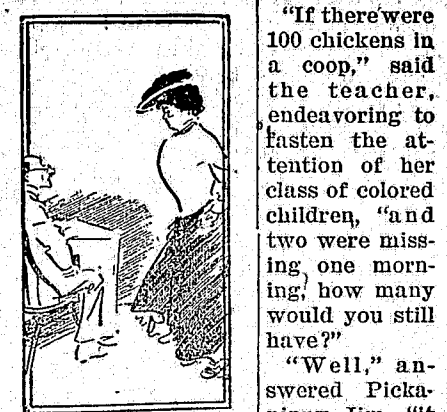 "If there were
100 chickens in
a coop," said
the teacher,
endeavoring to
fasten the at-
tention of her
class of colored
children, "and
two were miss-
ing one morn-
ing, how many
would you still
have?"
"Well," an-
swered Picka-